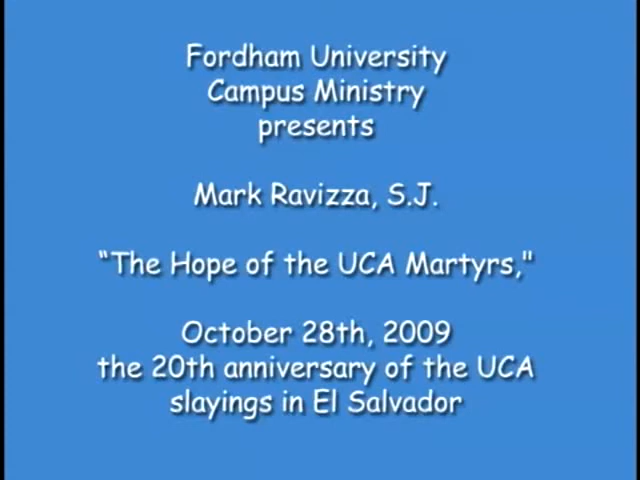 Fordham University
Campus Ministry
presents
Mark Ravizza, S.J.
“The Hope of the UCA Martyrs,"
October 28th, 2009
the 20th anniversary of the UCA
slayings in El Salvador